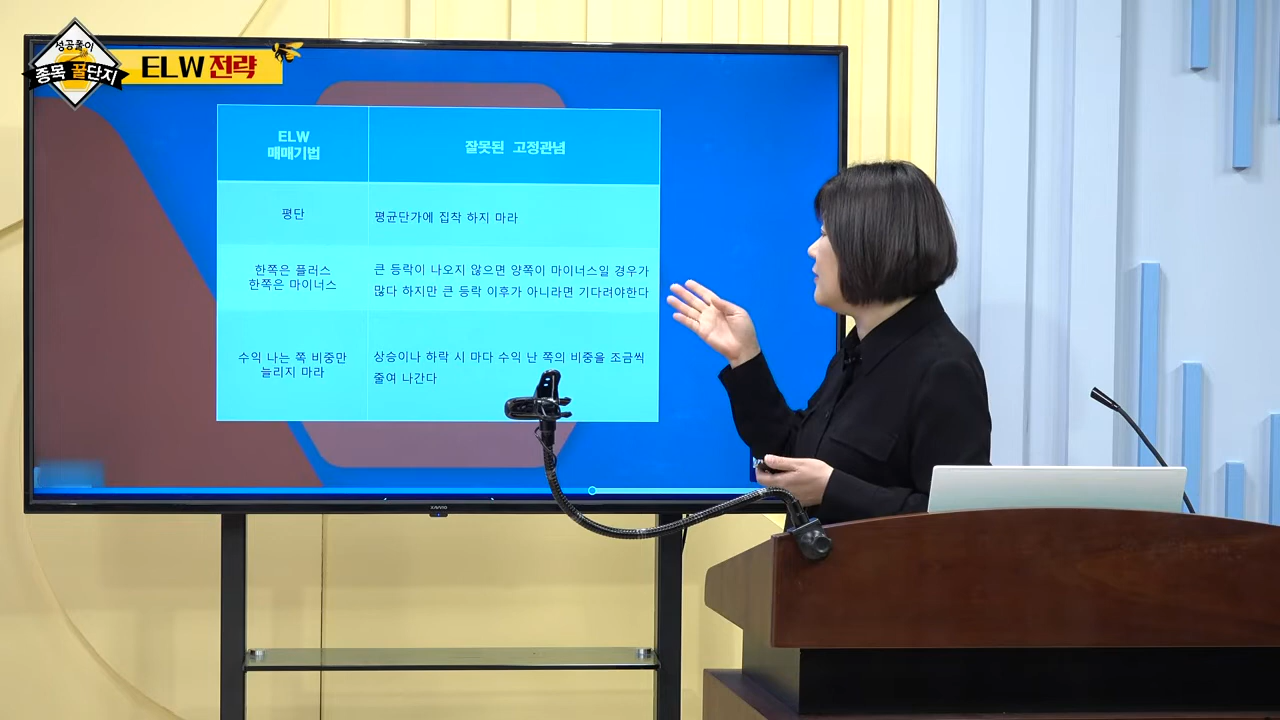 성공풀이
종목 꿀단지
ELW전략
ELW
매매기법
잘못된 고정관념
평단
평균단가에 집착 하지 마라
한쪽은 플러스
한쪽은 마이너스
큰 등락이 나오지 않으면 양쪽이 마이너스일 경우가
많다 하지만 큰 등락 이후가 아니라면 기다려야한다
수익 나는 쪽 비중만
늘리지 마라
상승이나 하락 시 마다 수익 난 쪽의 비중을 조금씩
줄여 나간다